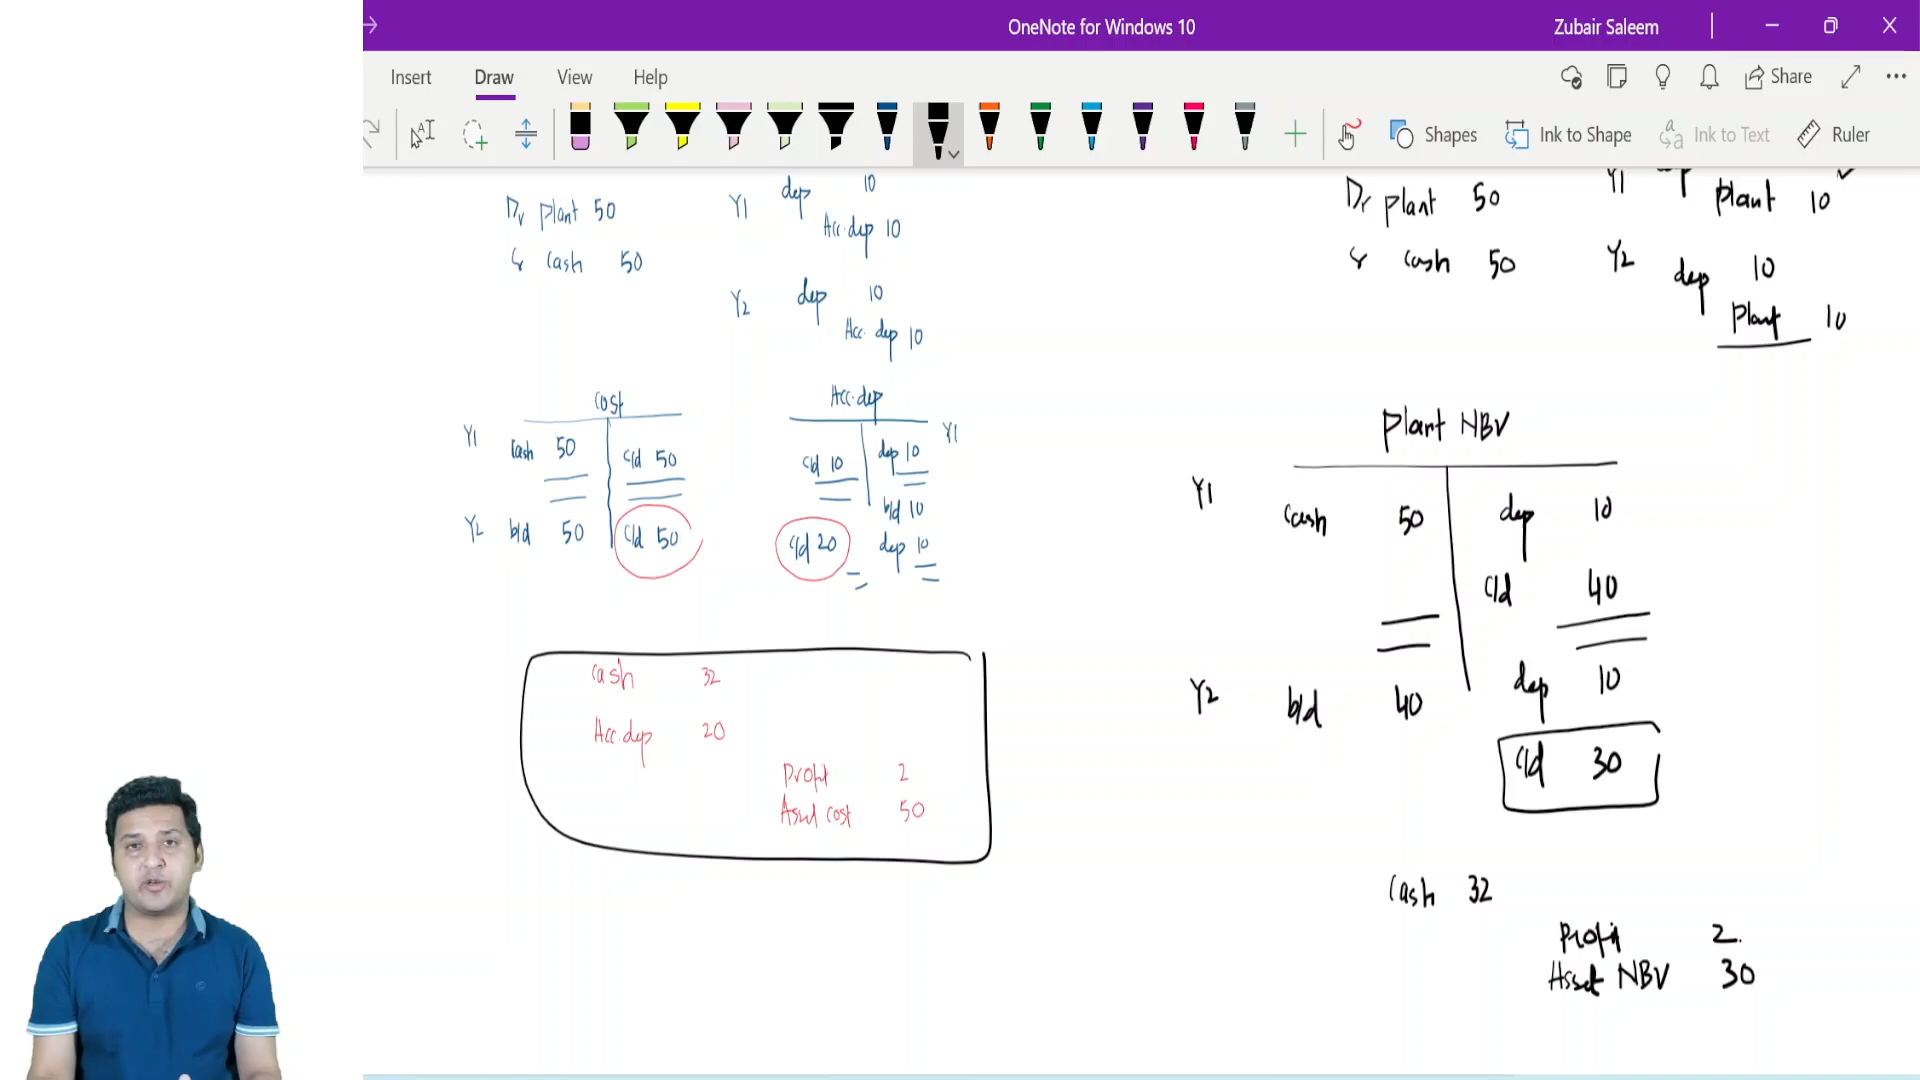 OneNote for Windows 10
Zubair Saleem
Insert Draw View Help
Share
Shapes Ink to Shape Ink to Text Ruler
Dr plant 50
Cr cash 50
Y1 dep 10
Acc.dep 10
Y2 dep 10
Acc. dep 10
Cost
Y1 Cash 50 C/d 50
Y2 b/d 50 C/d 50
Acc.dep
C/d 10 dep 10 Y1
b/d 10
C/d 20 dep 10
Cash 32
Acc.dep 20
Profit 2
Asset cost 50
Dr plant 50
Cr cash 50
Y1
plant 10
Y2 dep 10
Plant 10
Plant NBV
Y1 Cash 50 dep 10
C/d 40
Y2 b/d 40 dep 10
C/d 30
Cash 32
Profit 2.
Asset NBV 30